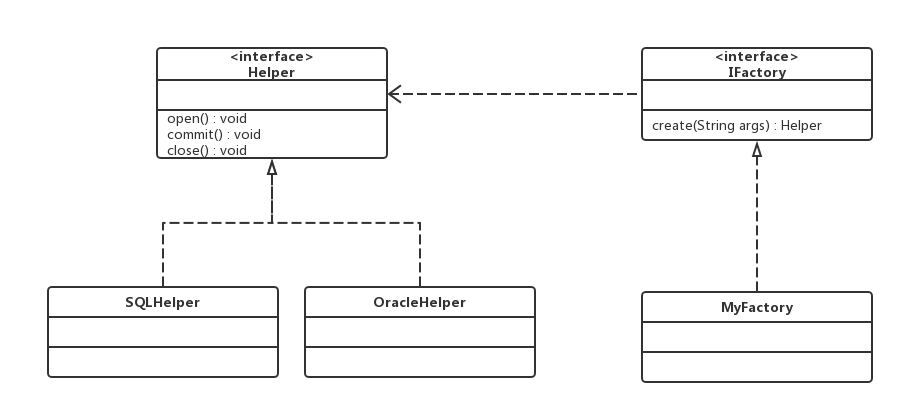 <interface>
Helper
open() : void
commit() : void
close() : void
<interface>
IFactory
create(String args) : Helper
SQLHelper
OracleHelper
MyFactory